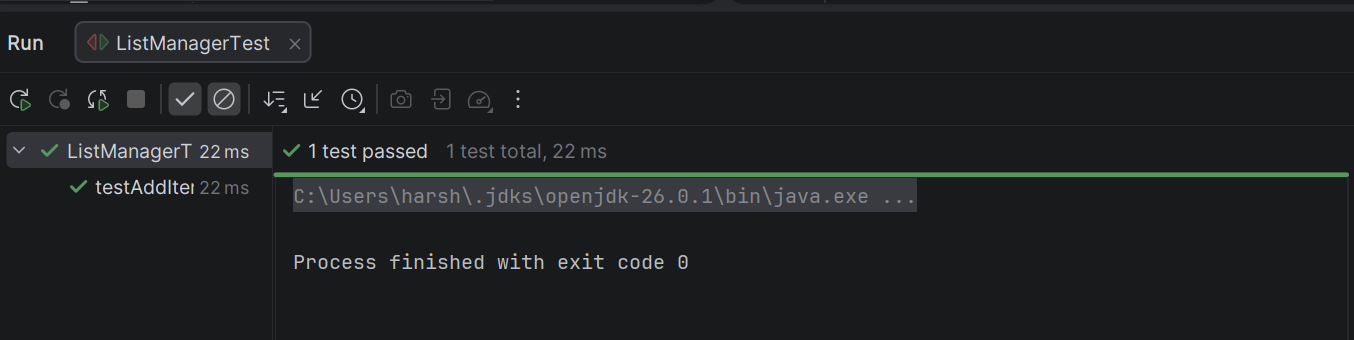 Run ListManagerTest
ListManagerT 22 ms
1 test passed 1 test total, 22 ms
testAddIter 22 ms
C:\Users\harsh\.jdks\openjdk-26.0.1\bin\java.exe ...
Process finished with exit code 0